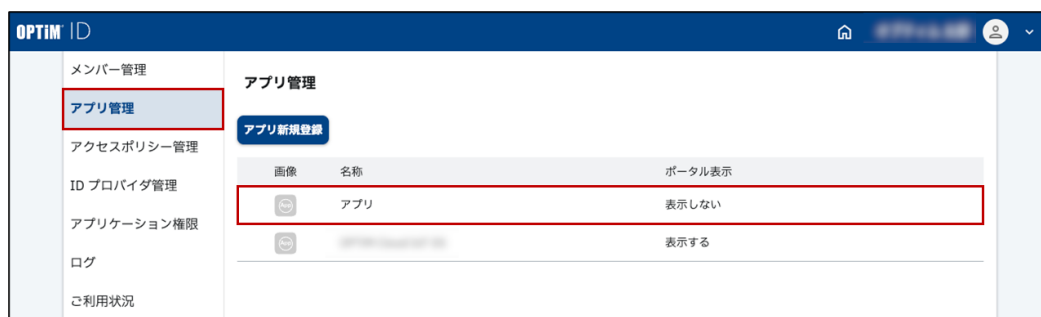 OPTiM ID
メンバー管理
アプリ管理
アクセスポリシー管理
ID プロバイダ管理
アプリケーション権限
ログ
ご利用状況
アプリ管理
アプリ新規登録
画像 名称 ポータル表示
App アプリ 表示しない
App 表示する